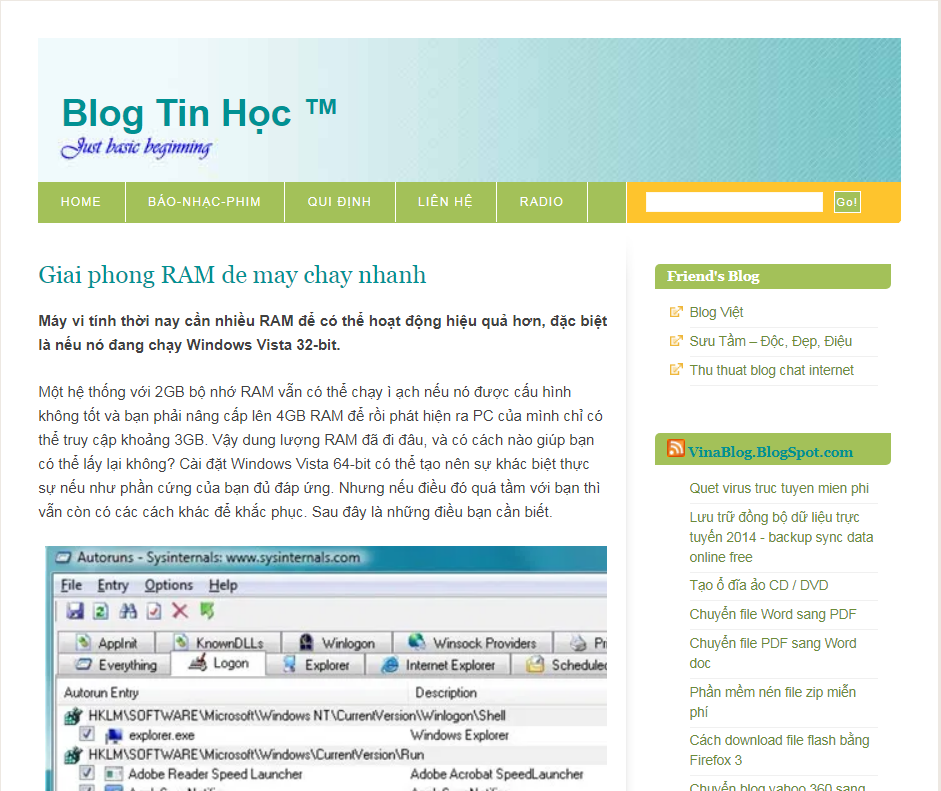 Blog Tin Học ™
Just basic beginning
HOME BÁO-NHẠC-PHIM QUI ĐỊNH LIÊN HỆ RADIO Go!
Giai phong RAM de may chay nhanh
Máy vi tính thời nay cần nhiều RAM để có thể hoạt động hiệu quả hơn, đặc biệt
là nếu nó đang chạy Windows Vista 32-bit.
Một hệ thống với 2GB bộ nhớ RAM vẫn có thể chạy ì ạch nếu nó được cấu hình
không tốt và bạn phải nâng cấp lên 4GB RAM để rồi phát hiện ra PC của mình chỉ có
thể truy cập khoảng 3GB. Vậy dung lượng RAM đã đi đâu, và có cách nào giúp bạn
có thể lấy lại không? Cài đặt Windows Vista 64-bit có thể tạo nên sự khác biệt thực
sự nếu như phần cứng của bạn đủ đáp ứng. Nhưng nếu điều đó quá tầm với bạn thì
vẫn còn có các cách khác để khắc phục. Sau đây là những điều bạn cần biết.
Autoruns - Sysinternals: www.sysinternals.com
File Entry Options Help
AppInit KnownDLLs Winlogon Winsock Providers
Everything Logon Explorer Internet Explorer Scheduled
Autorun Entry Description
HKLM\SOFTWARE\Microsoft\Windows NT\CurrentVersion\Winlogon\Shell
explorer.exe Windows Explorer
HKLM\SOFTWARE\Microsoft\Windows\CurrentVersion\Run
Adobe Reader Speed Launcher Adobe Acrobat SpeedLauncher
Friend's Blog
Blog Việt
Sưu Tầm – Độc, Đẹp, Điệu
Thu thuat blog chat internet
VinaBlog.BlogSpot.com
Quet virus truc tuyen mien phi
Lưu trữ đồng bộ dữ liệu trực
tuyến 2014 - backup sync data
online free
Tạo ổ đĩa ảo CD / DVD
Chuyển file Word sang PDF
Chuyển file PDF sang Word
doc
Phần mềm nén file zip miễn
phí
Cách download file flash bằng
Firefox 3
Chuyển blog yahoo 360 sang